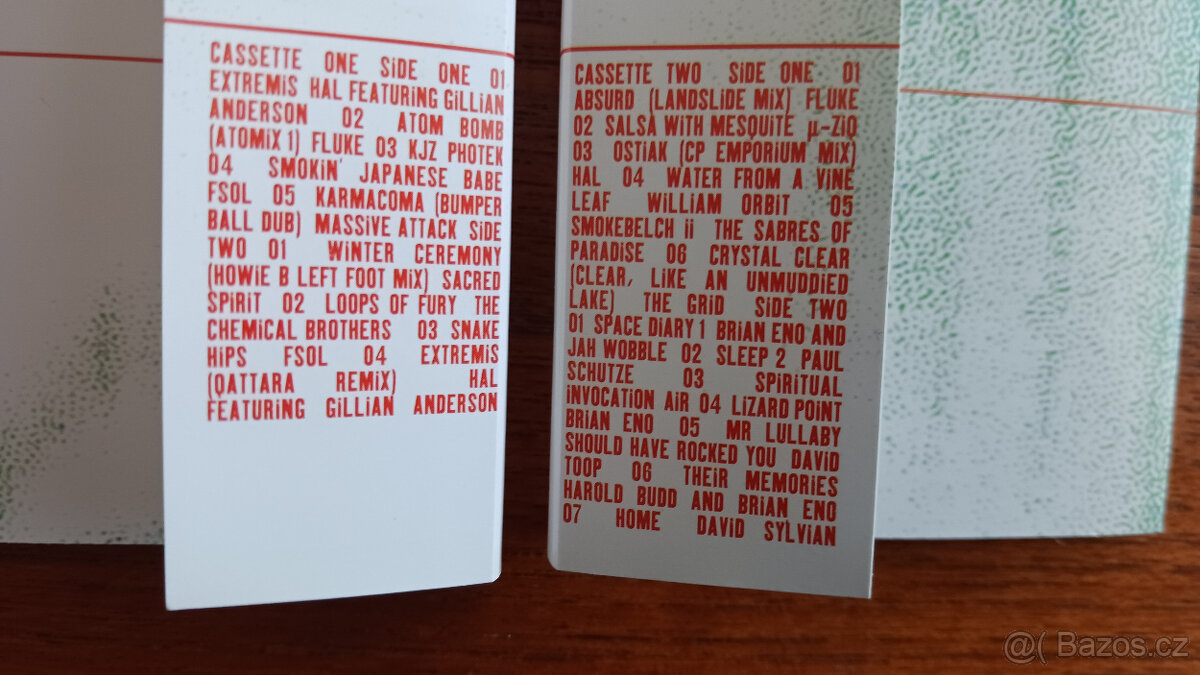 CASSETTE ONE SiDE ONE 01
EXTREMiS HAL FEATURiNG GiLLiAN
ANDERSON 02 ATOM BOMB
(ATOMiX 1) FLUKE 03 KJZ PHOTEK
04 SMOKiN' JAPANESE BABE
FSOL 05 KARMACOMA (BUMPER
BALL DUB) MASSiVE ATTACK SiDE
TWO 01 WiNTER CEREMONY
(HOWiE B LEFT FOOT MiX) SACRED
SPiRiT 02 LOOPS OF FURY THE
CHEMiCAL BROTHERS 03 SNAKE
HiPS FSOL 04 EXTREMiS
(QATTARA REMiX) HAL
FEATURiNG GiLLiAN ANDERSON
CASSETTE TWO SiDE ONE 01
ABSURD (LANDSLiDE MiX) FLUKE
02 SALSA WiTH MESQUiTE µ-ZiQ
03 OSTiAK (CP EMPORiUM MiX)
HAL 04 WATER FROM A ViNE
LEAF WiLLiAM ORBiT 05
SMOKEBELCH ii THE SABRES OF
PARADiSE 06 CRYSTAL CLEAR
(CLEAR, LiKE AN UNMUDDiED
LAKE) THE GRiD SiDE TWO
01 SPACE DiARY 1 BRiAN ENO AND
JAH WOBBLE 02 SLEEP 2 PAUL
SCHUTZE 03 SPiRiTUAL
iNVOCATiON AiR 04 LiZARD POiNT
BRiAN ENO 05 MR LULLABY
SHOULD HAVE ROCKED YOU DAViD
TOOP 06 THEiR MEMORiES
HAROLD BUDD AND BRiAN ENO
07 HOME DAViD SYLViAN
@( Bazos.cz